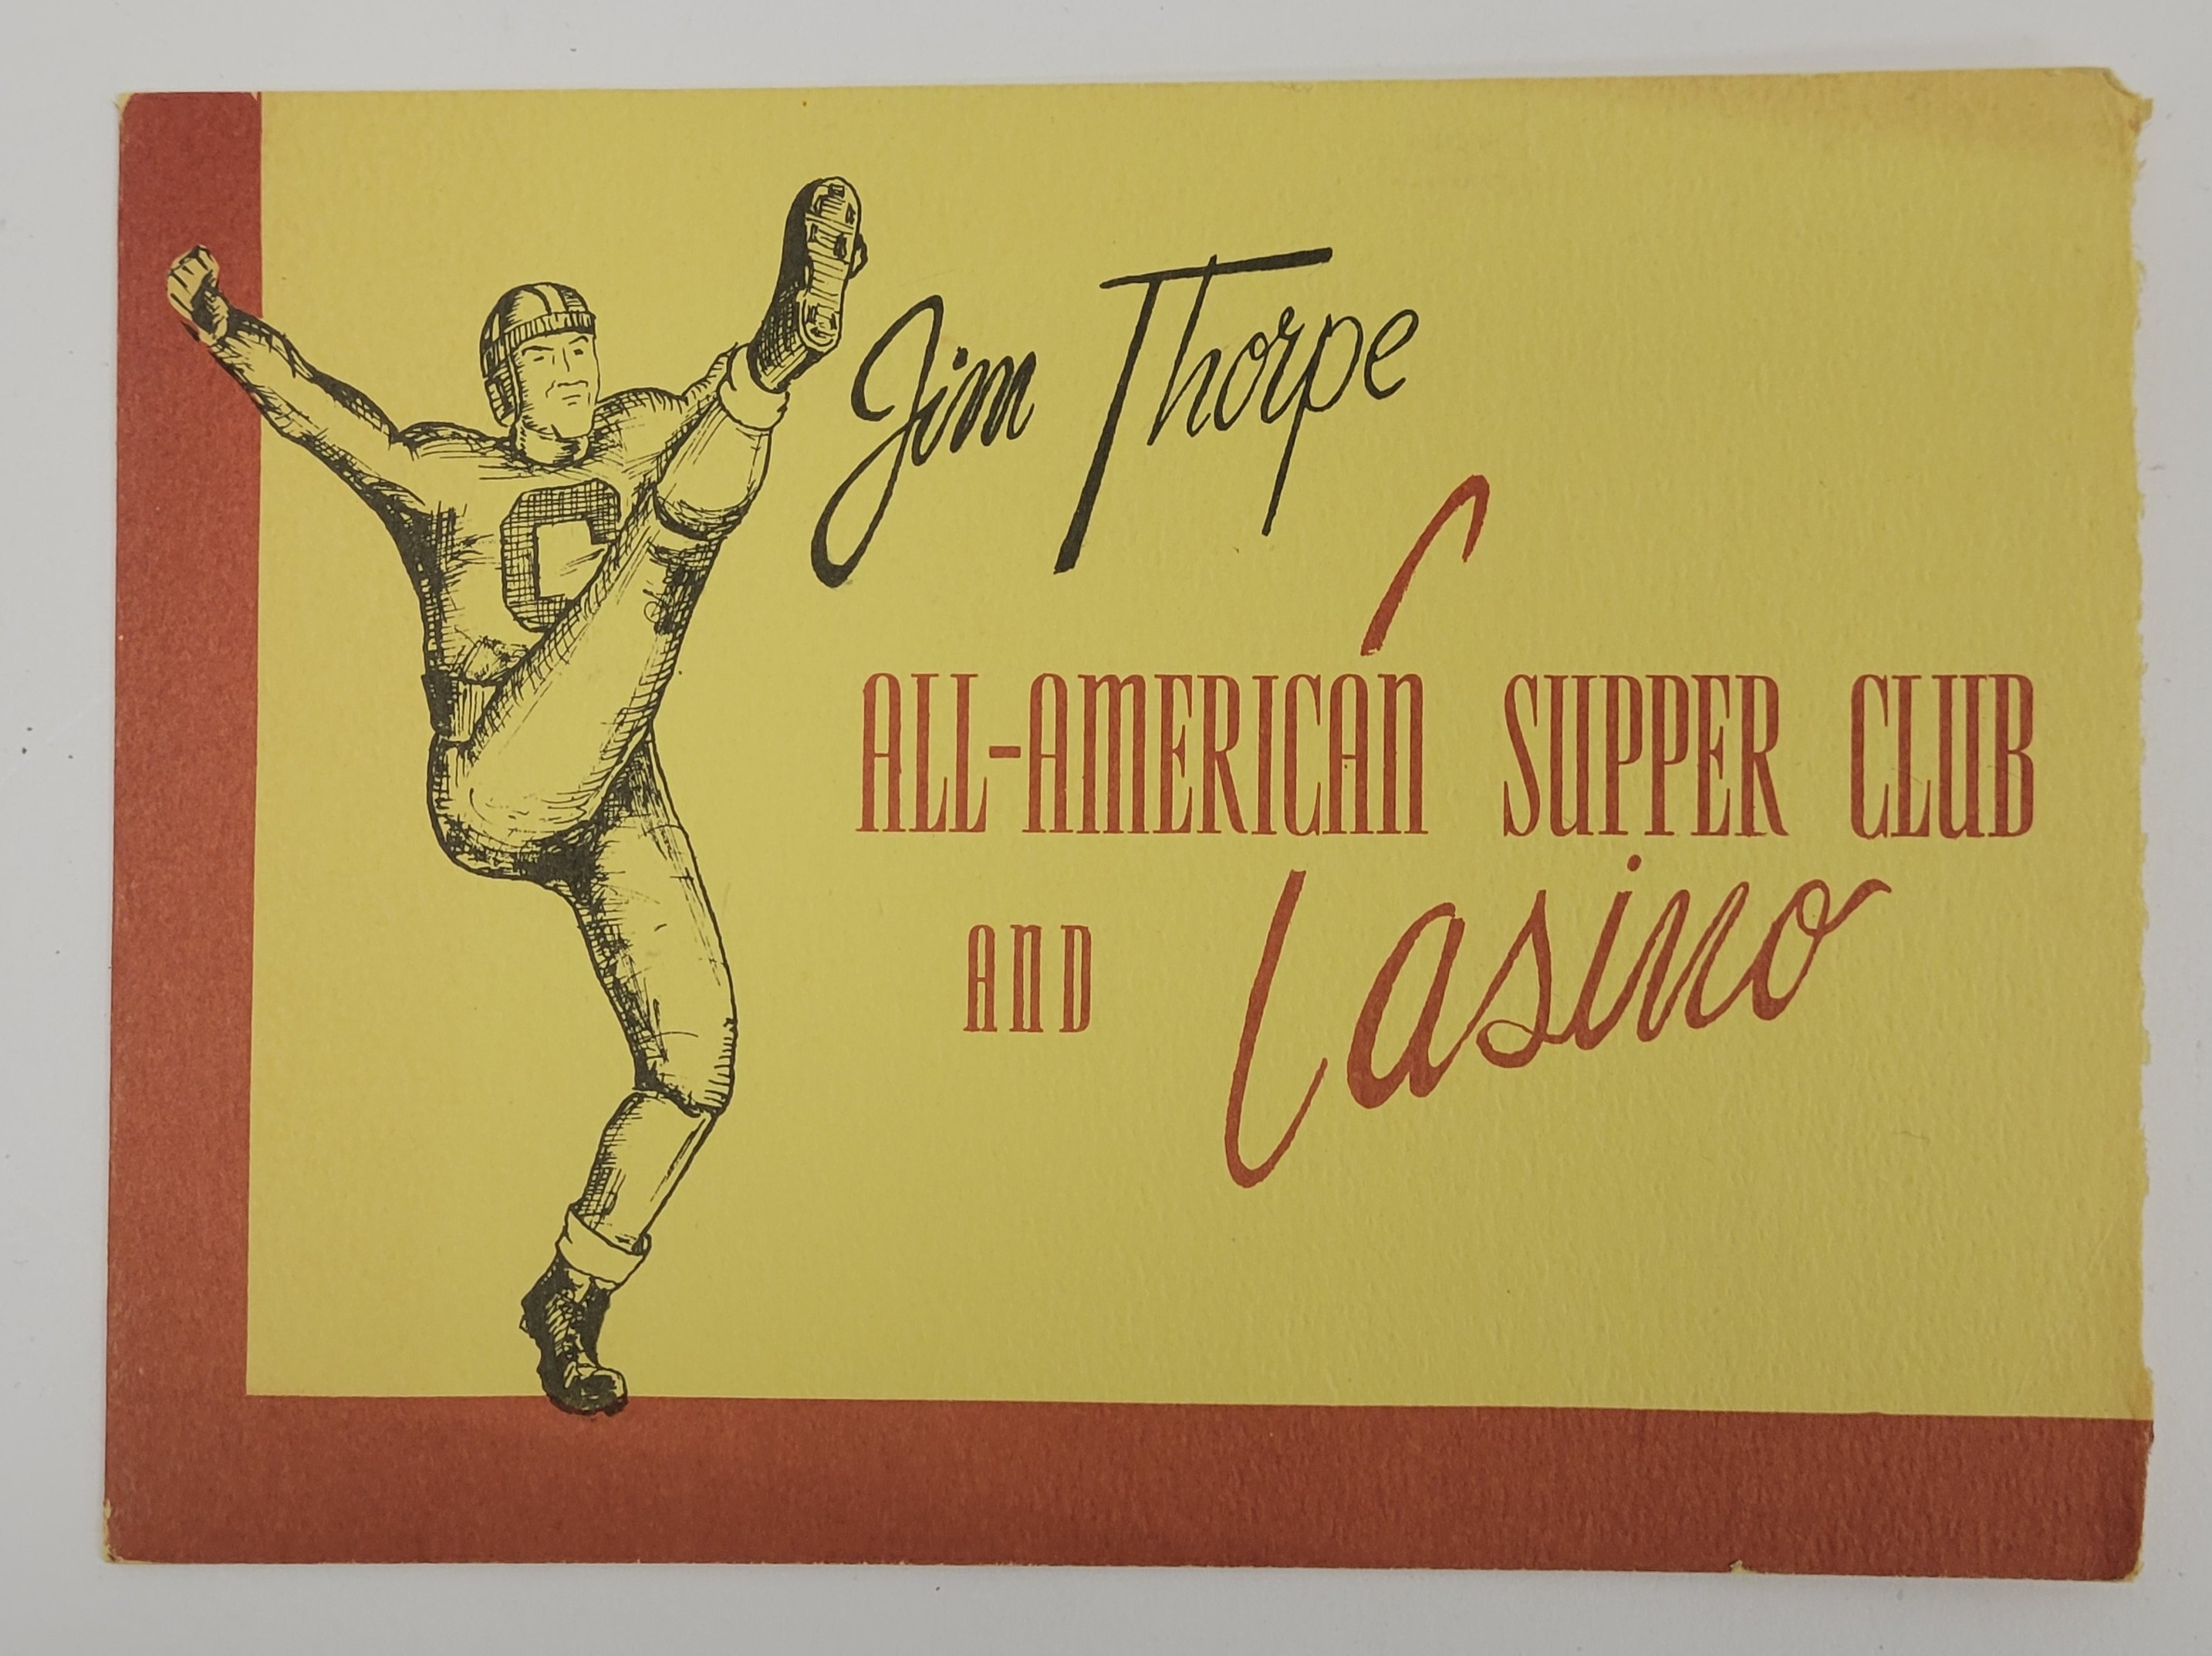 Jim Thorpe
ALL-AMERICAN SUPPER CLUB
AND Casino
C